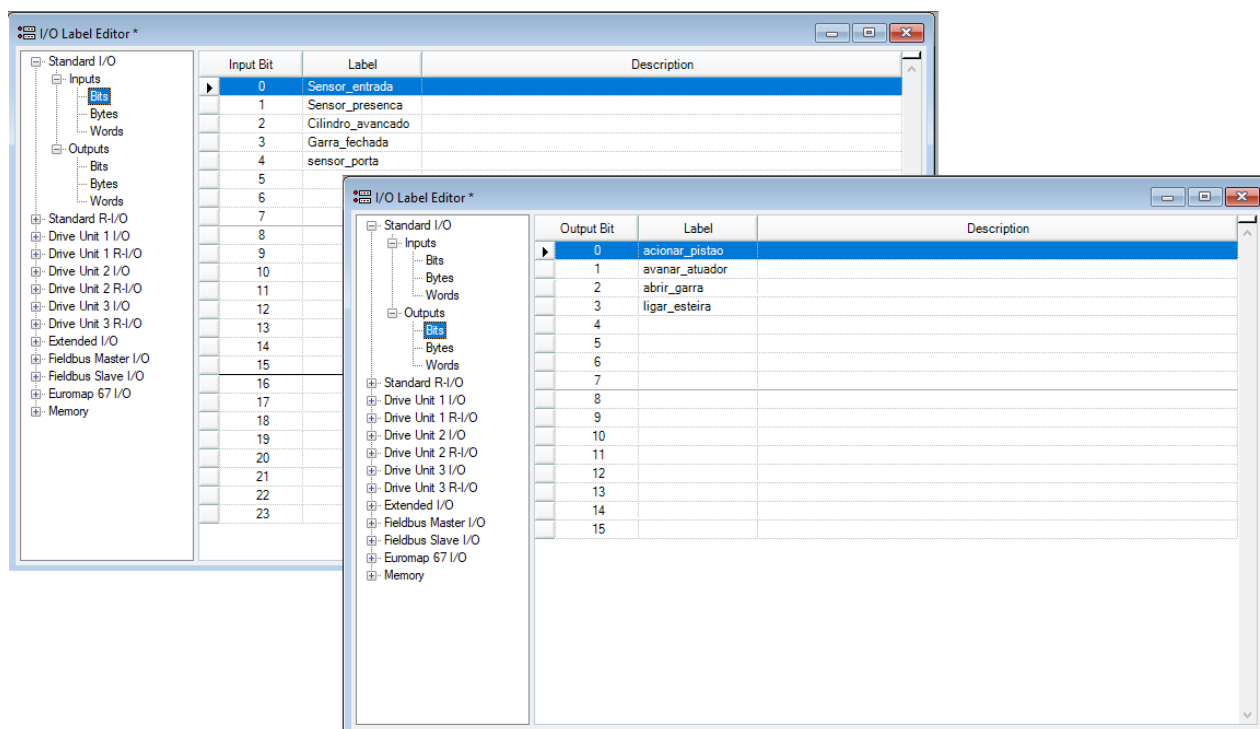 I/O Label Editor *
Standard I/O
Inputs
Bits
Bytes
Words
Outputs
Bits
Bytes
Words
Standard R-I/O
Drive Unit 1 I/O
Drive Unit 1 R-I/O
Drive Unit 2 I/O
Drive Unit 2 R-I/O
Drive Unit 3 I/O
Drive Unit 3 R-I/O
Extended I/O
Fieldbus Master I/O
Fieldbus Slave I/O
Euromap 67 I/O
Memory
Input Bit Label Description
0 Sensor_entrada
1 Sensor_presenca
2 Cilindro_avancado
3 Garra_fechada
4 sensor_porta
5
6
7
8
9
10
11
12
13
14
15
16
17
18
19
20
21
22
23
I/O Label Editor *
Standard I/O
Inputs
Bits
Bytes
Words
Outputs
Bits
Bytes
Words
Standard R-I/O
Drive Unit 1 I/O
Drive Unit 1 R-I/O
Drive Unit 2 I/O
Drive Unit 2 R-I/O
Drive Unit 3 I/O
Drive Unit 3 R-I/O
Extended I/O
Fieldbus Master I/O
Fieldbus Slave I/O
Euromap 67 I/O
Memory
Output Bit Label Description
0 acionar_pistao
1 avanar_atuador
2 abrir_garra
3 ligar_esteira
4
5
6
7
8
9
10
11
12
13
14
15